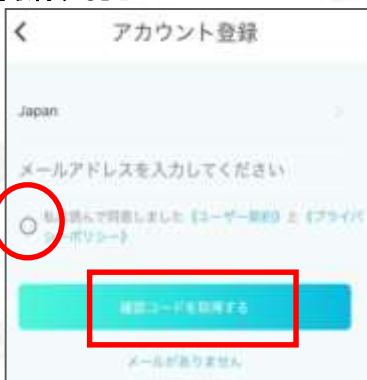 アカウント登録
Japan
メールアドレスを入力してください
私は読んで同意しました《ユーザー規約》と《プライバ
シーポリシー》
確認コードを取得する
メールがありません